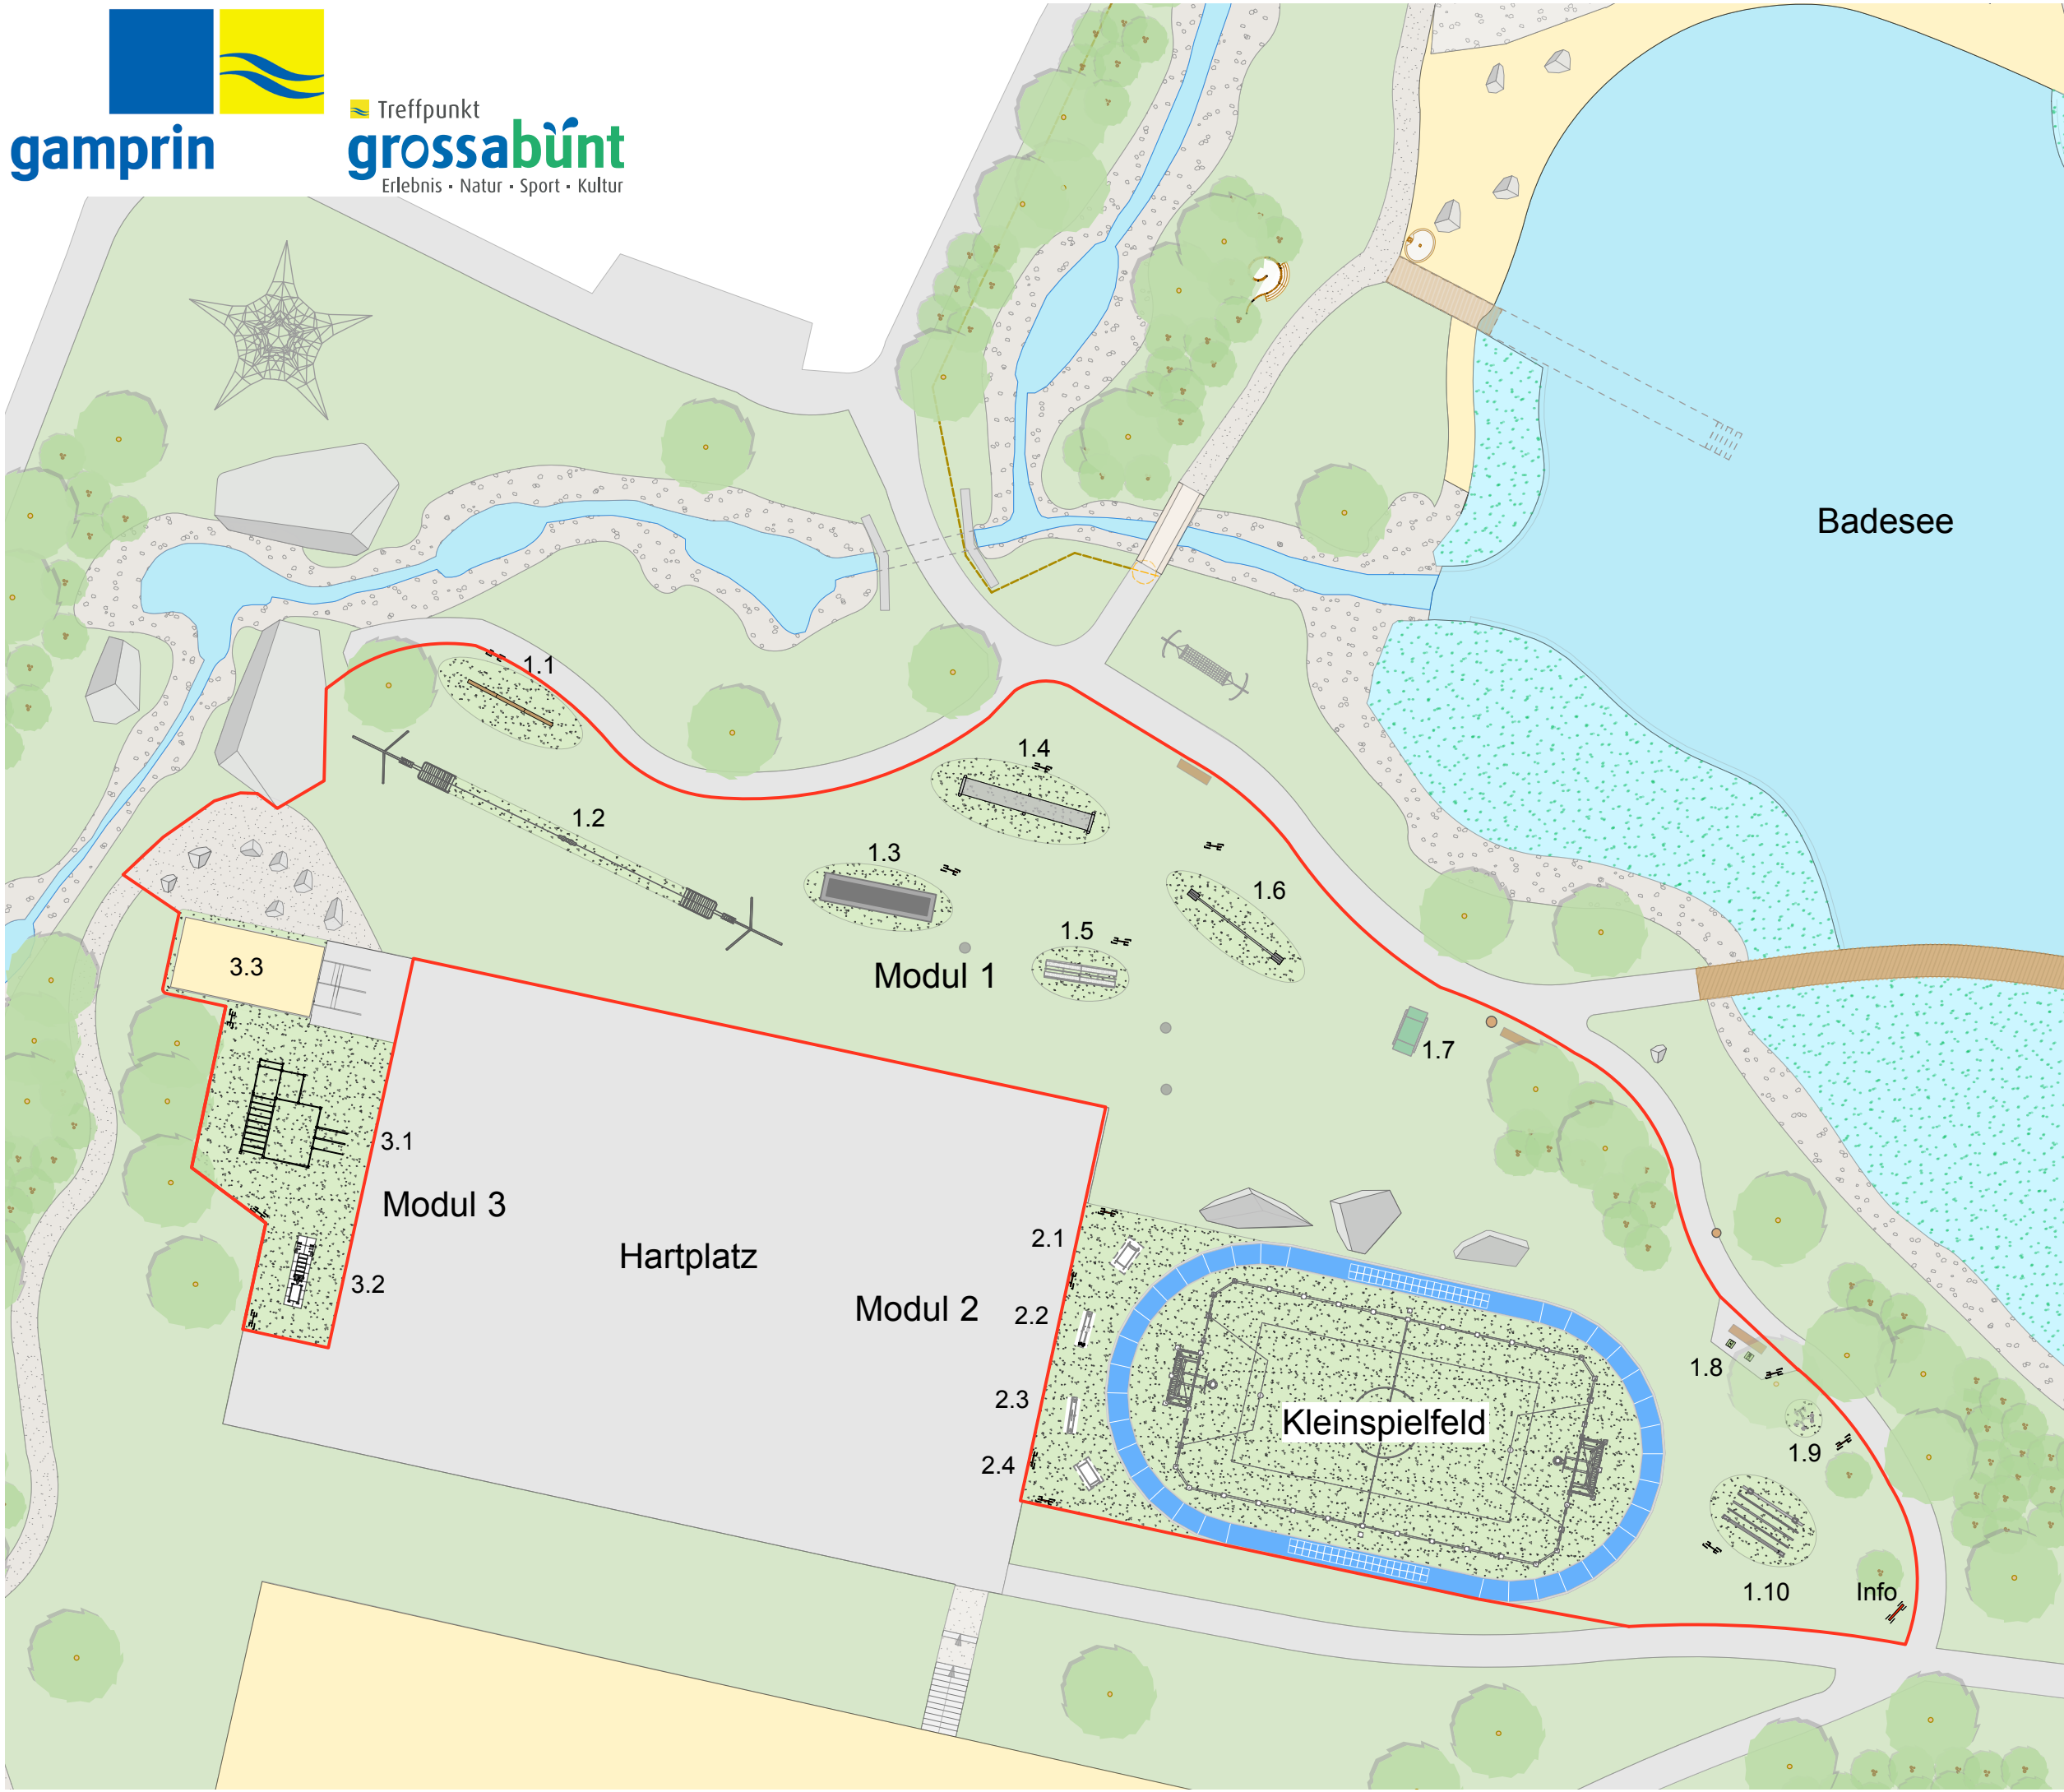 gamprin
Treffpunkt
grossabünt
Erlebnis · Natur · Sport · Kultur
Badesee
1.1
1.2
1.3
1.4
1.5
1.6
Modul 1
1.7
3.3
3.1
Modul 3
3.2
Hartplatz
Modul 2
2.1
2.2
2.3
2.4
Kleinspielfeld
1.8
1.9
1.10
Info